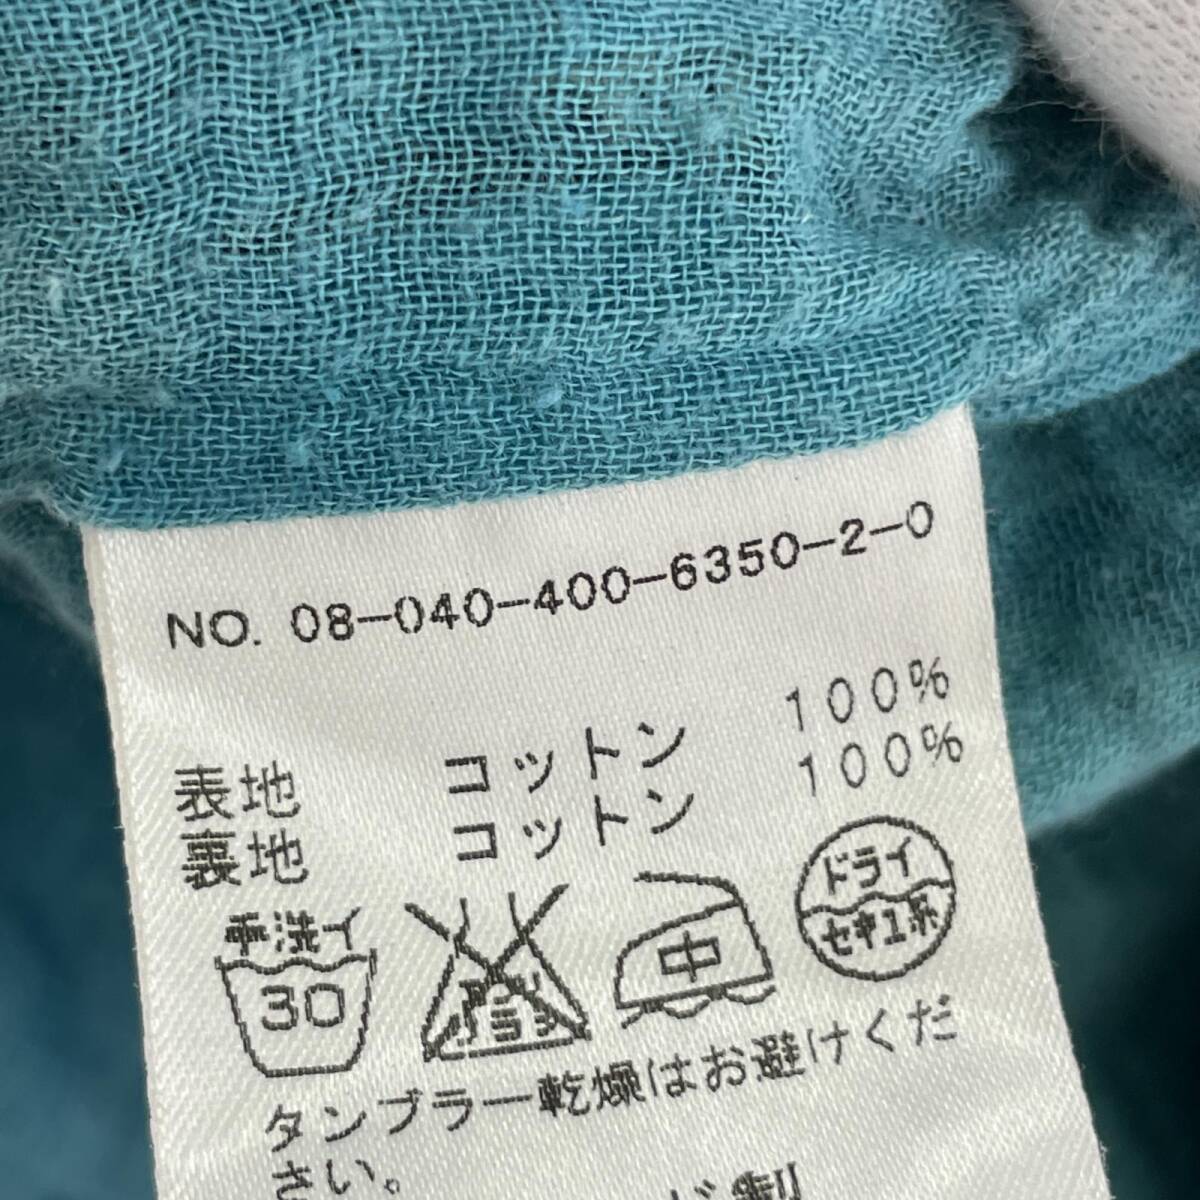 NO. 08-040-400-6350-2-0
表地 コットン 100%
裏地 コットン 100%
手洗イ
30
中
ドライ
セキユ系
タンブラー乾燥はお避けくだ
さい。
ド製